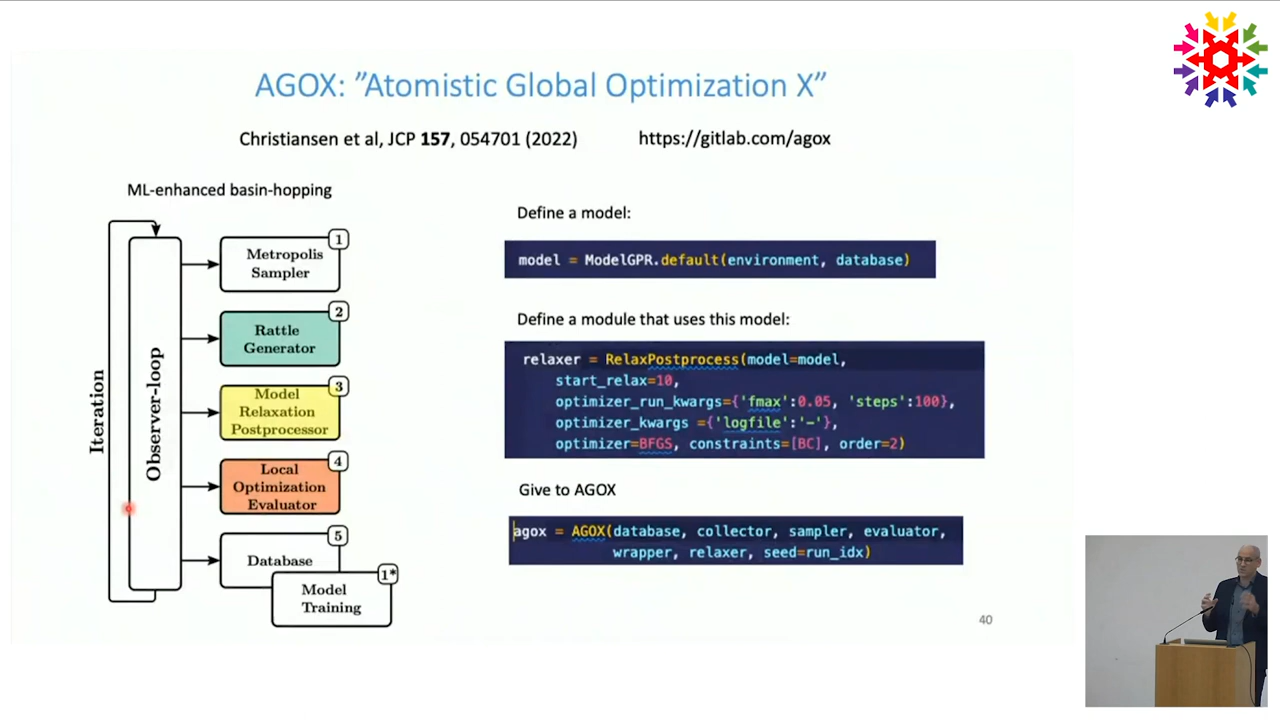 AGOX: ”Atomistic Global Optimization X”
Christiansen et al, JCP 157, 054701 (2022)
https://gitlab.com/agox
ML-enhanced basin-hopping
Iteration
Observer-loop
1
Metropolis
Sampler
2
Rattle
Generator
3
Model
Relaxation
Postprocessor
4
Local
Optimization
Evaluator
5
Database
1*
Model
Training
Define a model:
model = ModelGPR.default(environment, database)
Define a module that uses this model:
relaxer = RelaxPostprocess(model=model,
start_relax=10,
optimizer_run_kwargs={'fmax':0.05, 'steps':100},
optimizer_kwargs ={'logfile':'-'},
optimizer=BFGS, constraints=[BC], order=2)
Give to AGOX
agox = AGOX(database, collector, sampler, evaluator,
wrapper, relaxer, seed=run_idx)
40